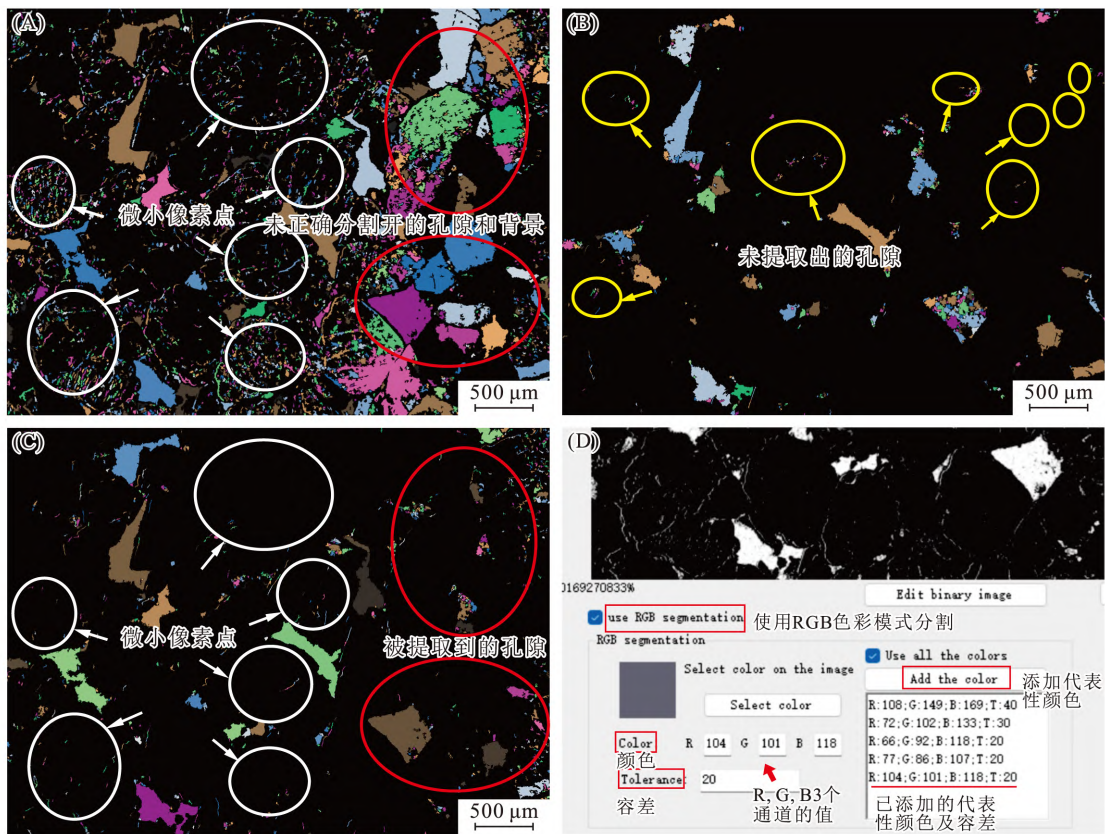 (A)
微小像素点
未正确分割开的孔隙和背景
500 μm
(B)
未提取出的孔隙
500 μm
(C)
微小像素点
被提取到的孔隙
500 μm
(D)
0169270833%
Edit binary image
use RGB segmentation
使用RGB色彩模式分割
RGB segmentation
Select color on the image
Select color
Use all the colors
Add the color
添加代表
性颜色
Color
颜色
R 104 G 101 B 118
Tolerance
20
容差
R, G, B3个
通道的值
R:108;G:149;B:169;T:40
R:72;G:102;B:133;T:30
R:66;G:92;B:118;T:20
R:77;G:86;B:107;T:20
R:104;G:101;B:118;T:20
已添加的代表
性颜色及容差